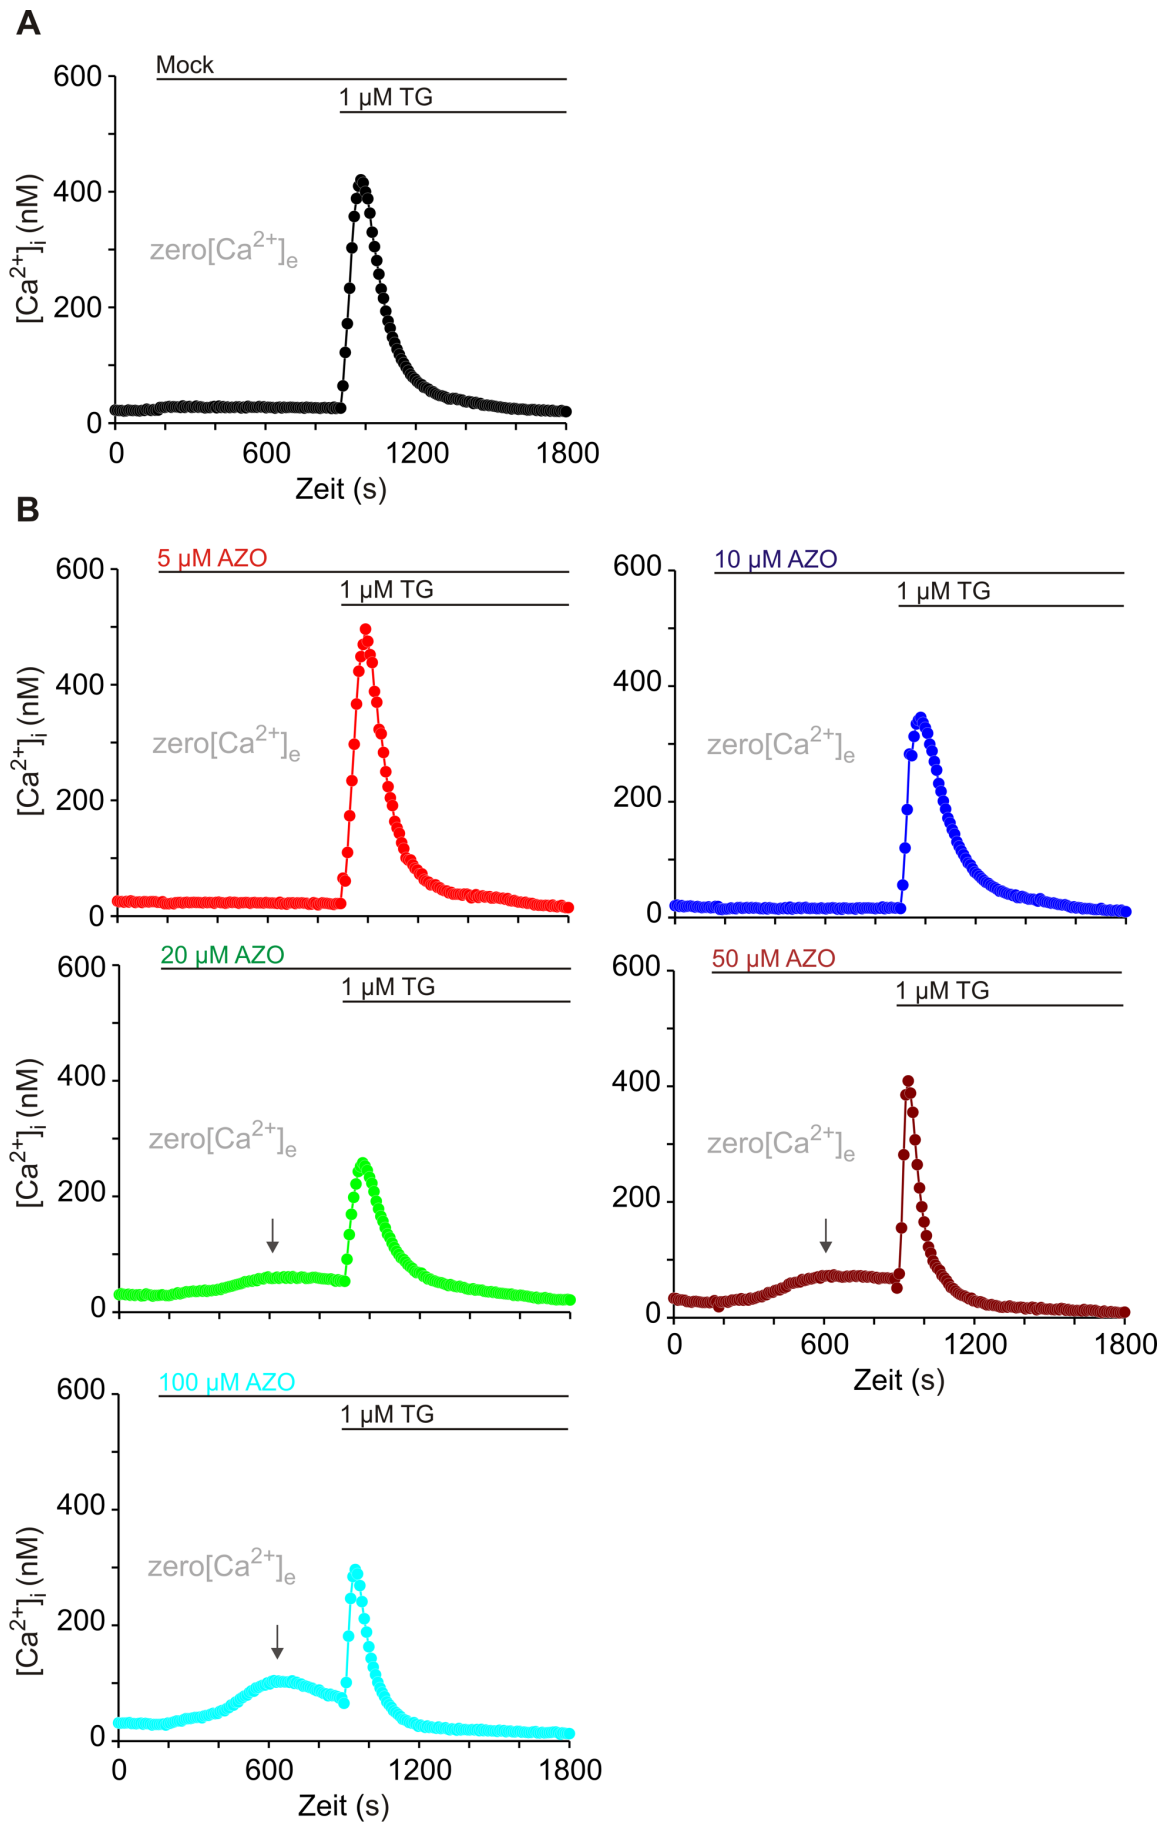 A
Mock
1 µM TG
600
400
200
0
[Ca²⁺]ᵢ (nM)
zero[Ca²⁺]ₑ
0 600 1200 1800
Zeit (s)
B
5 µM AZO
1 µM TG
600
400
200
0
[Ca²⁺]ᵢ (nM)
zero[Ca²⁺]ₑ
10 µM AZO
1 µM TG
600
400
200
0
zero[Ca²⁺]ₑ
20 µM AZO
1 µM TG
600
400
200
0
[Ca²⁺]ᵢ (nM)
zero[Ca²⁺]ₑ
50 µM AZO
1 µM TG
600
400
200
0
zero[Ca²⁺]ₑ
0 600 1200 1800
Zeit (s)
100 µM AZO
1 µM TG
600
400
200
0
[Ca²⁺]ᵢ (nM)
zero[Ca²⁺]ₑ
0 600 1200 1800
Zeit (s)